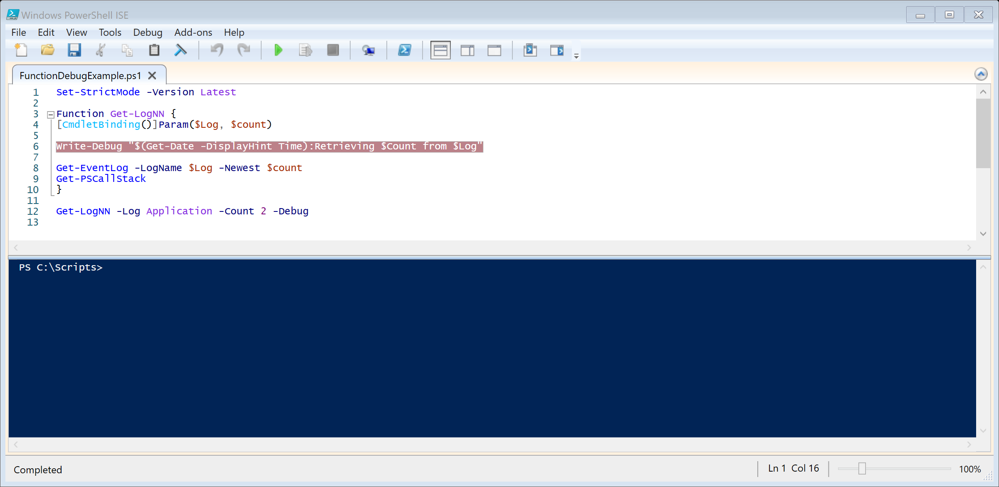 Windows PowerShell ISE
File Edit View Tools Debug Add-ons Help
FunctionDebugExample.ps1
1 Set-StrictMode -Version Latest
2
3 Function Get-LogNN {
4 [CmdletBinding()]Param($Log, $count)
5
6 Write-Debug "$(Get-Date -DisplayHint Time):Retrieving $Count from $Log"
7
8 Get-EventLog -LogName $Log -Newest $count
9 Get-PSCallStack
10 }
11
12 Get-LogNN -Log Application -Count 2 -Debug
13
PS C:\Scripts>
Completed Ln 1 Col 16 100%